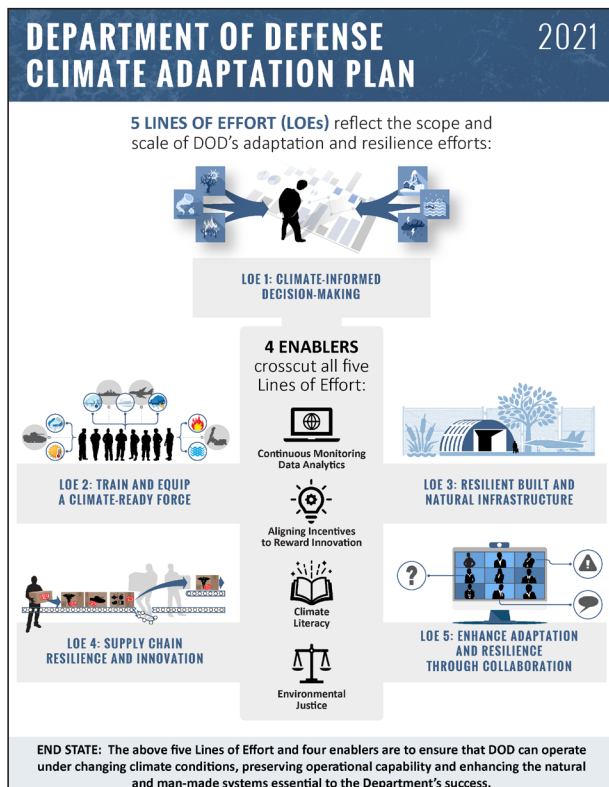 DEPARTMENT OF DEFENSE
CLIMATE ADAPTATION PLAN
2021
5 LINES OF EFFORT (LOEs) reflect the scope and
scale of DOD's adaptation and resilience efforts:
LOE 1: CLIMATE-INFORMED
DECISION-MAKING
4 ENABLERS
crosscut all five
Lines of Effort:
Continuous Monitoring
Data Analytics
Aligning Incentives
to Reward Innovation
Climate
Literacy
Environmental
Justice
LOE 2: TRAIN AND EQUIP
A CLIMATE-READY FORCE
LOE 3: RESILIENT BUILT AND
NATURAL INFRASTRUCTURE
LOE 4: SUPPLY CHAIN
RESILIENCE AND INNOVATION
?
LOE 5: ENHANCE ADAPTATION
AND RESILIENCE
THROUGH COLLABORATION
END STATE: The above five Lines of Effort and four enablers are to ensure that DOD can operate
under changing climate conditions, preserving operational capability and enhancing the natural
and man-made systems essential to the Department's success.